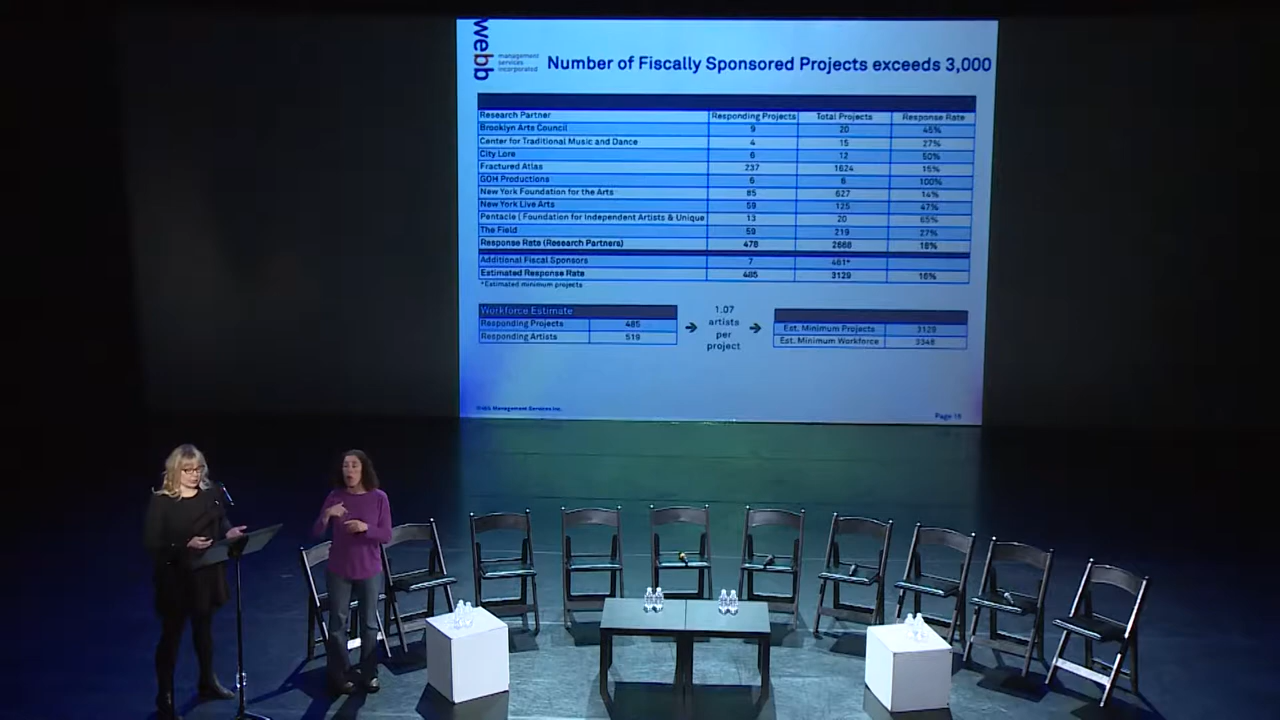 webb
management
services
incorporated
Number of Fiscally Sponsored Projects exceeds 3,000
Research Partner Responding Projects Total Projects Response Rate
Brooklyn Arts Council 9 20 45%
Center for Traditional Music and Dance 4 15 27%
City Lore 6 12 50%
Fractured Atlas 237 1624 15%
GOH Productions 6 6 100%
New York Foundation for the Arts 85 627 14%
New York Live Arts 59 125 47%
Pentacle ( Foundation for Independent Artists & Unique 13 20 65%
The Field 59 219 27%
Response Rate (Research Partners) 478 2668 18%
Additional Fiscal Sponsors 7 461*
Estimated Response Rate 485 3129 16%
*Estimated minimum projects
Workforce Estimate
Responding Projects 485
Responding Artists 519
1.07
artists
per
project
Est. Minimum Projects 3129
Est. Minimum Workforce 3348
Webb Management Services Inc.
Page